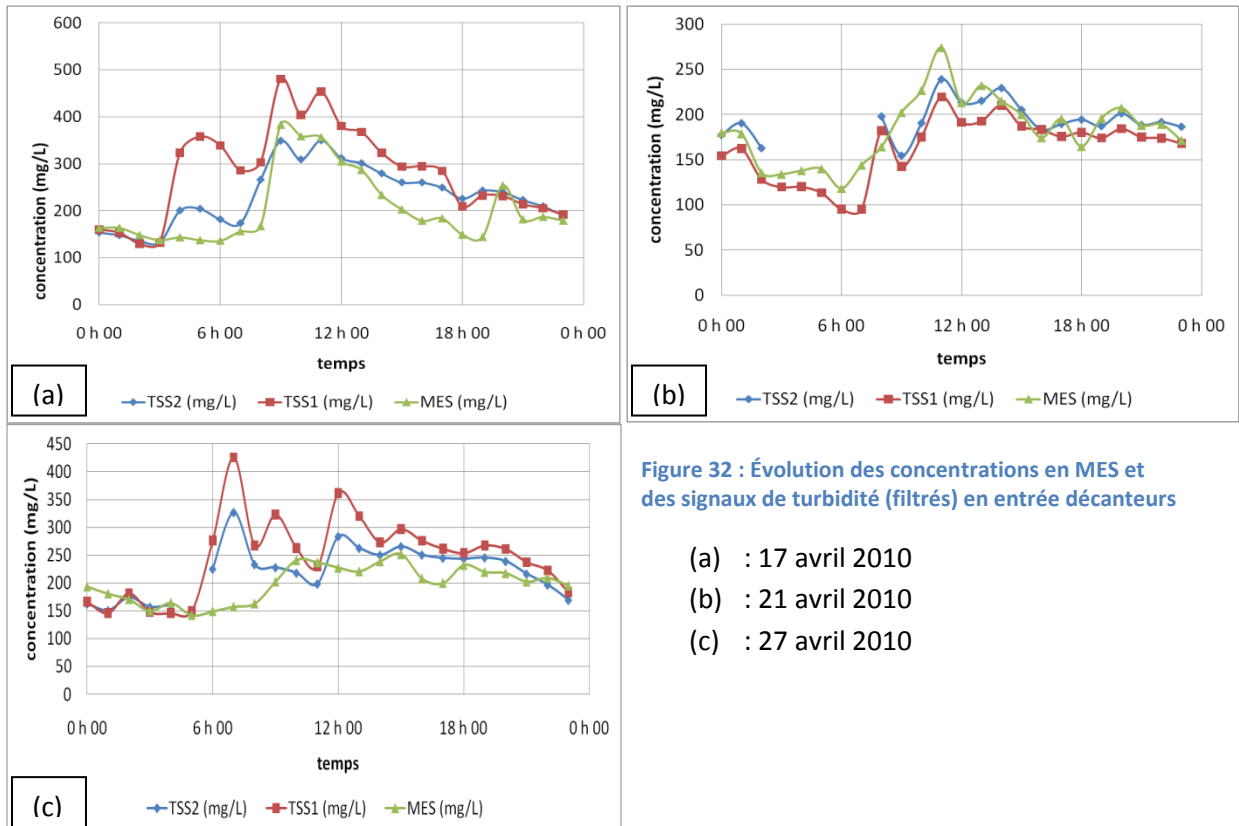 600
500
400
300
200
100
0
concentration (mg/L)
0 h 00 6 h 00 12 h 00 18 h 00 0 h 00
temps
(a)
TSS2 (mg/L) TSS1 (mg/L) MES (mg/L)
300
250
200
150
100
50
0
concentration (mg/L)
0 h 00 6 h 00 12 h 00 18 h 00 0 h 00
temps
(b)
TSS2 (mg/L) TSS1 (mg/L) MES (mg/L)
450
400
350
300
250
200
150
100
50
0
concentration (mg/L)
0 h 00 6 h 00 12 h 00 18 h 00 0 h 00
temps
(c)
TSS2 (mg/L) TSS1 (mg/L) MES (mg/L)
Figure 32 : Évolution des concentrations en MES et
des signaux de turbidité (filtrés) en entrée décanteurs
(a) : 17 avril 2010
(b) : 21 avril 2010
(c) : 27 avril 2010